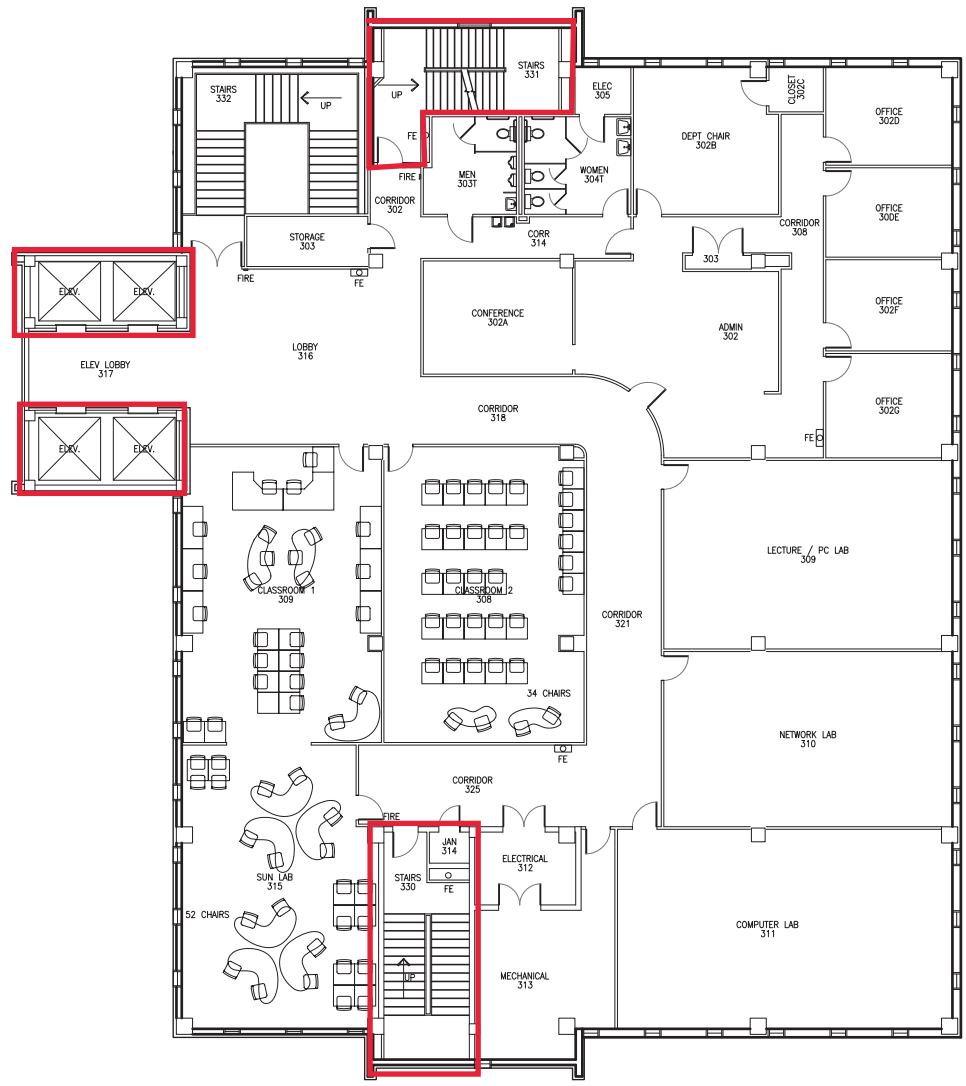 STAIRS
331
STAIRS
332
UP
UP
ELEC
305
CLOSET
302C
OFFICE
302D
FE
DEPT CHAIR
302B
MEN
303T
WOMEN
304T
FIRE
CORRIDOR
302
OFFICE
30DE
CORRIDOR
308
STORAGE
303
CORR
314
303
FIRE
FE
ELEV.
ELEV.
CONFERENCE
302A
OFFICE
302F
ADMIN
302
LOBBY
316
ELEV LOBBY
317
CORRIDOR
318
OFFICE
302G
FE
ELEV.
ELEV.
LECTURE / PC LAB
309
CLASSROOM 1
309
CLASSROOM 2
308
CORRIDOR
321
34 CHAIRS
NETWORK LAB
310
FE
CORRIDOR
325
FIRE
JAN
314
ELECTRICAL
312
STAIRS
330
FE
SUN LAB
315
52 CHAIRS
COMPUTER LAB
311
UP
MECHANICAL
313